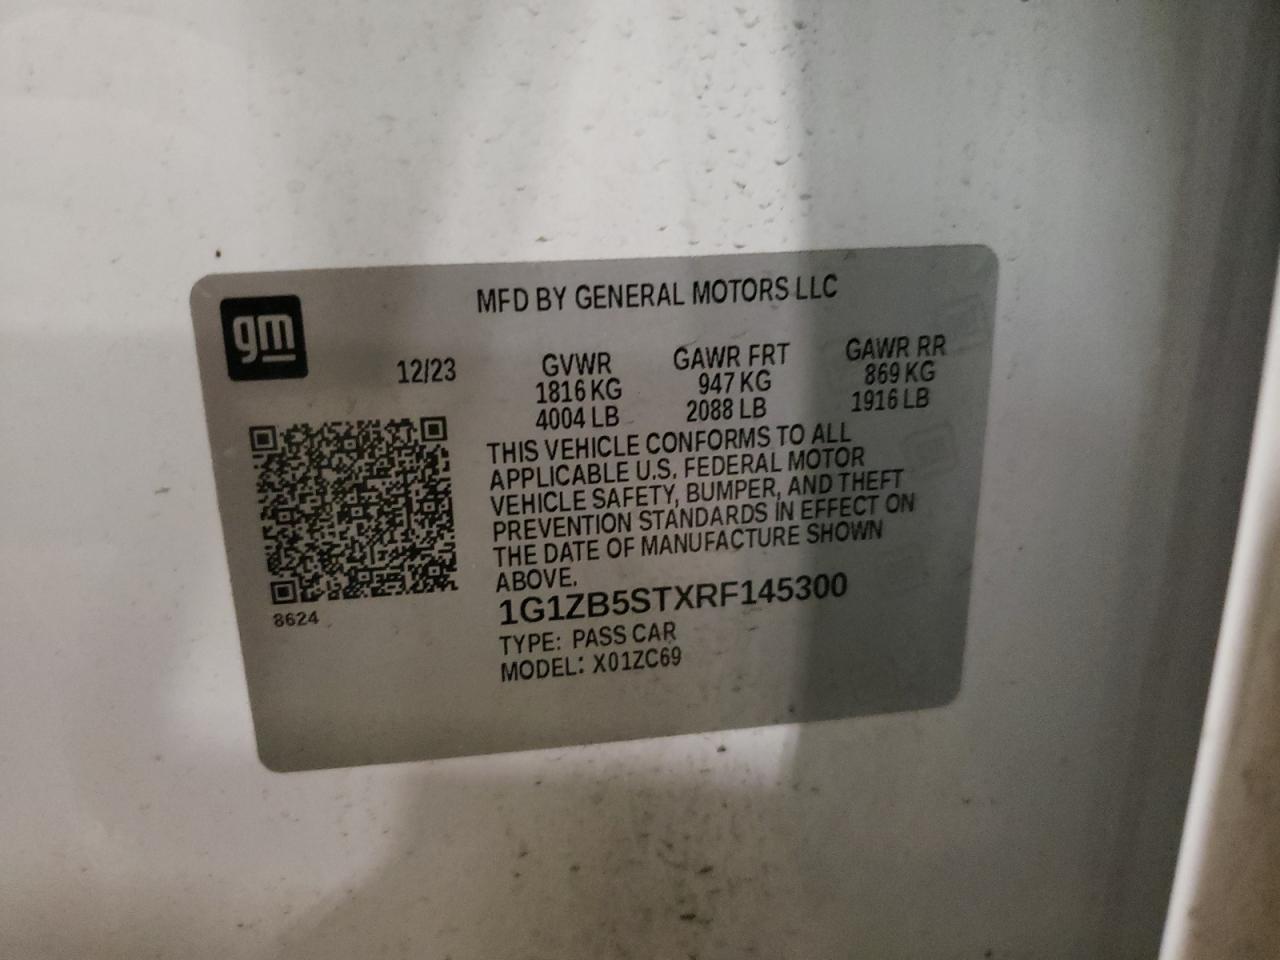 gm
MFD BY GENERAL MOTORS LLC
12/23
GVWR GAWR FRT GAWR RR
1816 KG 947 KG 869 KG
4004 LB 2088 LB 1916 LB
THIS VEHICLE CONFORMS TO ALL
APPLICABLE U.S. FEDERAL MOTOR
VEHICLE SAFETY, BUMPER, AND THEFT
PREVENTION STANDARDS IN EFFECT ON
THE DATE OF MANUFACTURE SHOWN
ABOVE.
1G1ZB5STXRF145300
TYPE: PASS CAR
MODEL: X01ZC69
8624